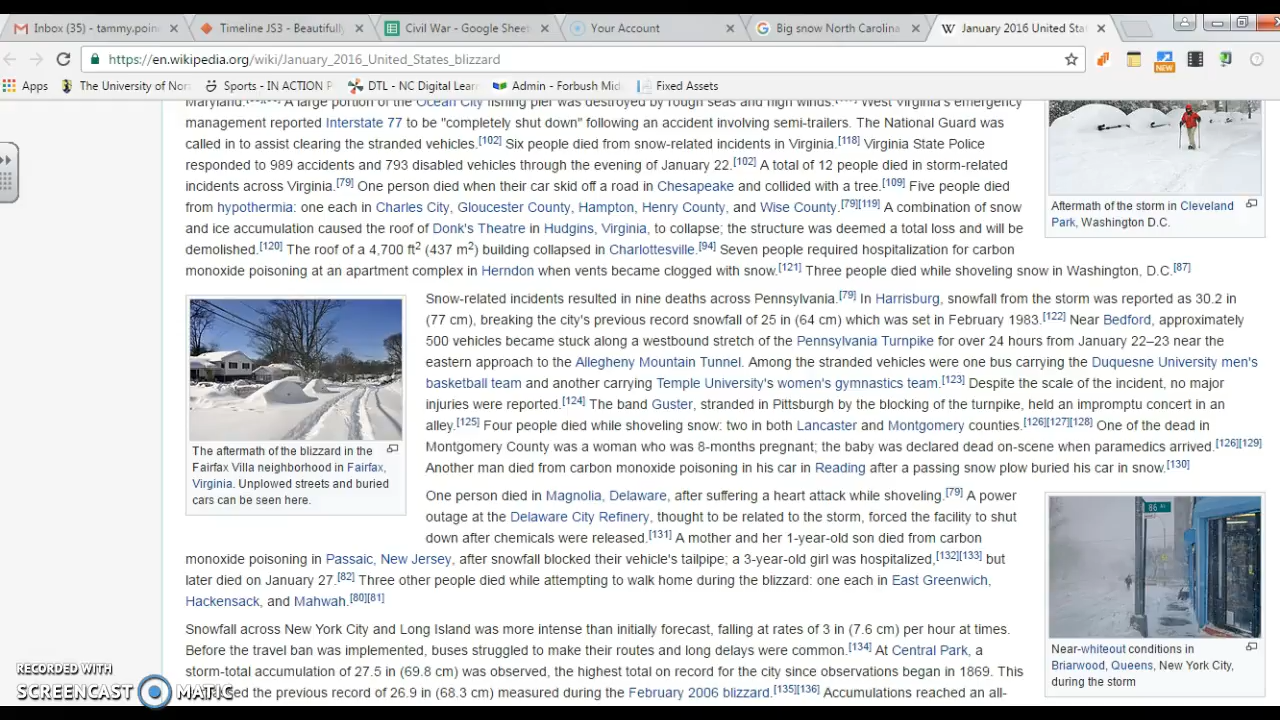 Inbox (35) - tammy.poin
Timeline JS3 - Beautifully
Civil War - Google Sheet
Your Account
Big snow North Carolina
W January 2016 United Sta
https://en.wikipedia.org/wiki/January_2016_United_States_blizzard
Apps
The University of Nor
Sports - IN ACTION P
DTL - NC Digital Lear
Admin - Forbush Mid
Fixed Assets
NEW
A large portion of the Ocean City fishing pier was destroyed by rough seas and high winds. West Virginia's emergency
management reported Interstate 77 to be "completely shut down" following an accident involving semi-trailers. The National Guard was
called in to assist clearing the stranded vehicles.[102] Six people died from snow-related incidents in Virginia.[118] Virginia State Police
responded to 989 accidents and 793 disabled vehicles through the evening of January 22.[102] A total of 12 people died in storm-related
incidents across Virginia.[79] One person died when their car skid off a road in Chesapeake and collided with a tree.[109] Five people died
from hypothermia: one each in Charles City, Gloucester County, Hampton, Henry County, and Wise County.[79][119] A combination of snow
and ice accumulation caused the roof of Donk's Theatre in Hudgins, Virginia, to collapse; the structure was deemed a total loss and will be
demolished.[120] The roof of a 4,700 ft2 (437 m2) building collapsed in Charlottesville.[94] Seven people required hospitalization for carbon
monoxide poisoning at an apartment complex in Herndon when vents became clogged with snow.[121] Three people died while shoveling snow in Washington, D.C.[87]
Aftermath of the storm in Cleveland
Park, Washington D.C.
Snow-related incidents resulted in nine deaths across Pennsylvania.[79] In Harrisburg, snowfall from the storm was reported as 30.2 in
(77 cm), breaking the city's previous record snowfall of 25 in (64 cm) which was set in February 1983.[122] Near Bedford, approximately
500 vehicles became stuck along a westbound stretch of the Pennsylvania Turnpike for over 24 hours from January 22–23 near the
eastern approach to the Allegheny Mountain Tunnel. Among the stranded vehicles were one bus carrying the Duquesne University men's
basketball team and another carrying Temple University's women's gymnastics team.[123] Despite the scale of the incident, no major
injuries were reported.[124] The band Guster, stranded in Pittsburgh by the blocking of the turnpike, held an impromptu concert in an
alley.[125] Four people died while shoveling snow: two in both Lancaster and Montgomery counties.[126][127][128] One of the dead in
Montgomery County was a woman who was 8-months pregnant; the baby was declared dead on-scene when paramedics arrived.[126][129]
Another man died from carbon monoxide poisoning in his car in Reading after a passing snow plow buried his car in snow.[130]
The aftermath of the blizzard in the
Fairfax Villa neighborhood in Fairfax,
Virginia. Unplowed streets and buried
cars can be seen here.
One person died in Magnolia, Delaware, after suffering a heart attack while shoveling.[79] A power
outage at the Delaware City Refinery, thought to be related to the storm, forced the facility to shut
down after chemicals were released.[131] A mother and her 1-year-old son died from carbon
monoxide poisoning in Passaic, New Jersey, after snowfall blocked their vehicle's tailpipe; a 3-year-old girl was hospitalized,[132][133] but
later died on January 27.[82] Three other people died while attempting to walk home during the blizzard: one each in East Greenwich,
Hackensack, and Mahwah.[80][81]
86 AV
Near-whiteout conditions in
Briarwood, Queens, New York City,
during the storm
Snowfall across New York City and Long Island was more intense than initially forecast, falling at rates of 3 in (7.6 cm) per hour at times.
Before the travel ban was implemented, buses struggled to make their routes and long delays were common.[134] At Central Park, a
storm-total accumulation of 27.5 in (69.8 cm) was observed, the highest total on record for the city since observations began in 1869. This
the previous record of 26.9 in (68.3 cm) measured during the February 2006 blizzard.[135][136] Accumulations reached an all-
RECORDED WITH
SCREENCAST MATIC